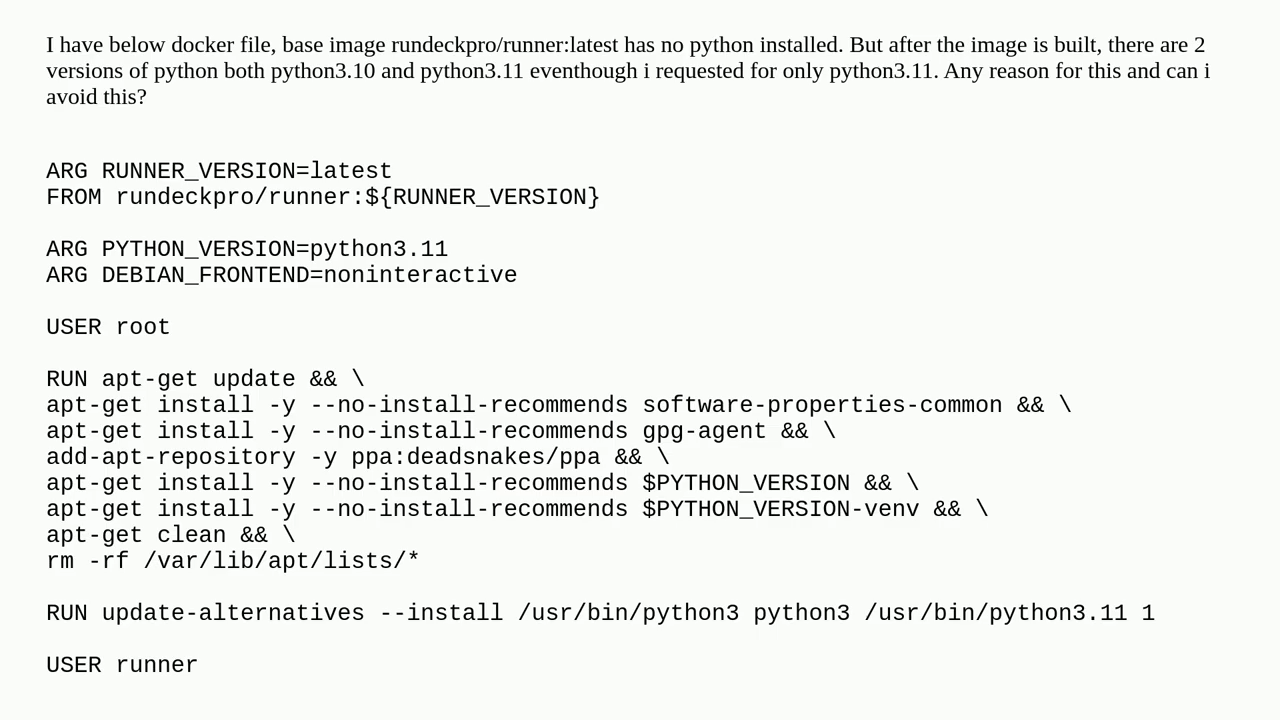 I have below docker file, base image rundeckpro/runner:latest has no python installed. But after the image is built, there are 2
versions of python both python3.10 and python3.11 eventhough i requested for only python3.11. Any reason for this and can i
avoid this?
ARG RUNNER_VERSION=latest
FROM rundeckpro/runner:${RUNNER_VERSION}
ARG PYTHON_VERSION=python3.11
ARG DEBIAN_FRONTEND=noninteractive
USER root
RUN apt-get update && \
apt-get install -y --no-install-recommends software-properties-common && \
apt-get install -y --no-install-recommends gpg-agent && \
add-apt-repository -y ppa:deadsnakes/ppa && \
apt-get install -y --no-install-recommends $PYTHON_VERSION && \
apt-get install -y --no-install-recommends $PYTHON_VERSION-venv && \
apt-get clean && \
rm -rf /var/lib/apt/lists/*
RUN update-alternatives --install /usr/bin/python3 python3 /usr/bin/python3.11 1
USER runner